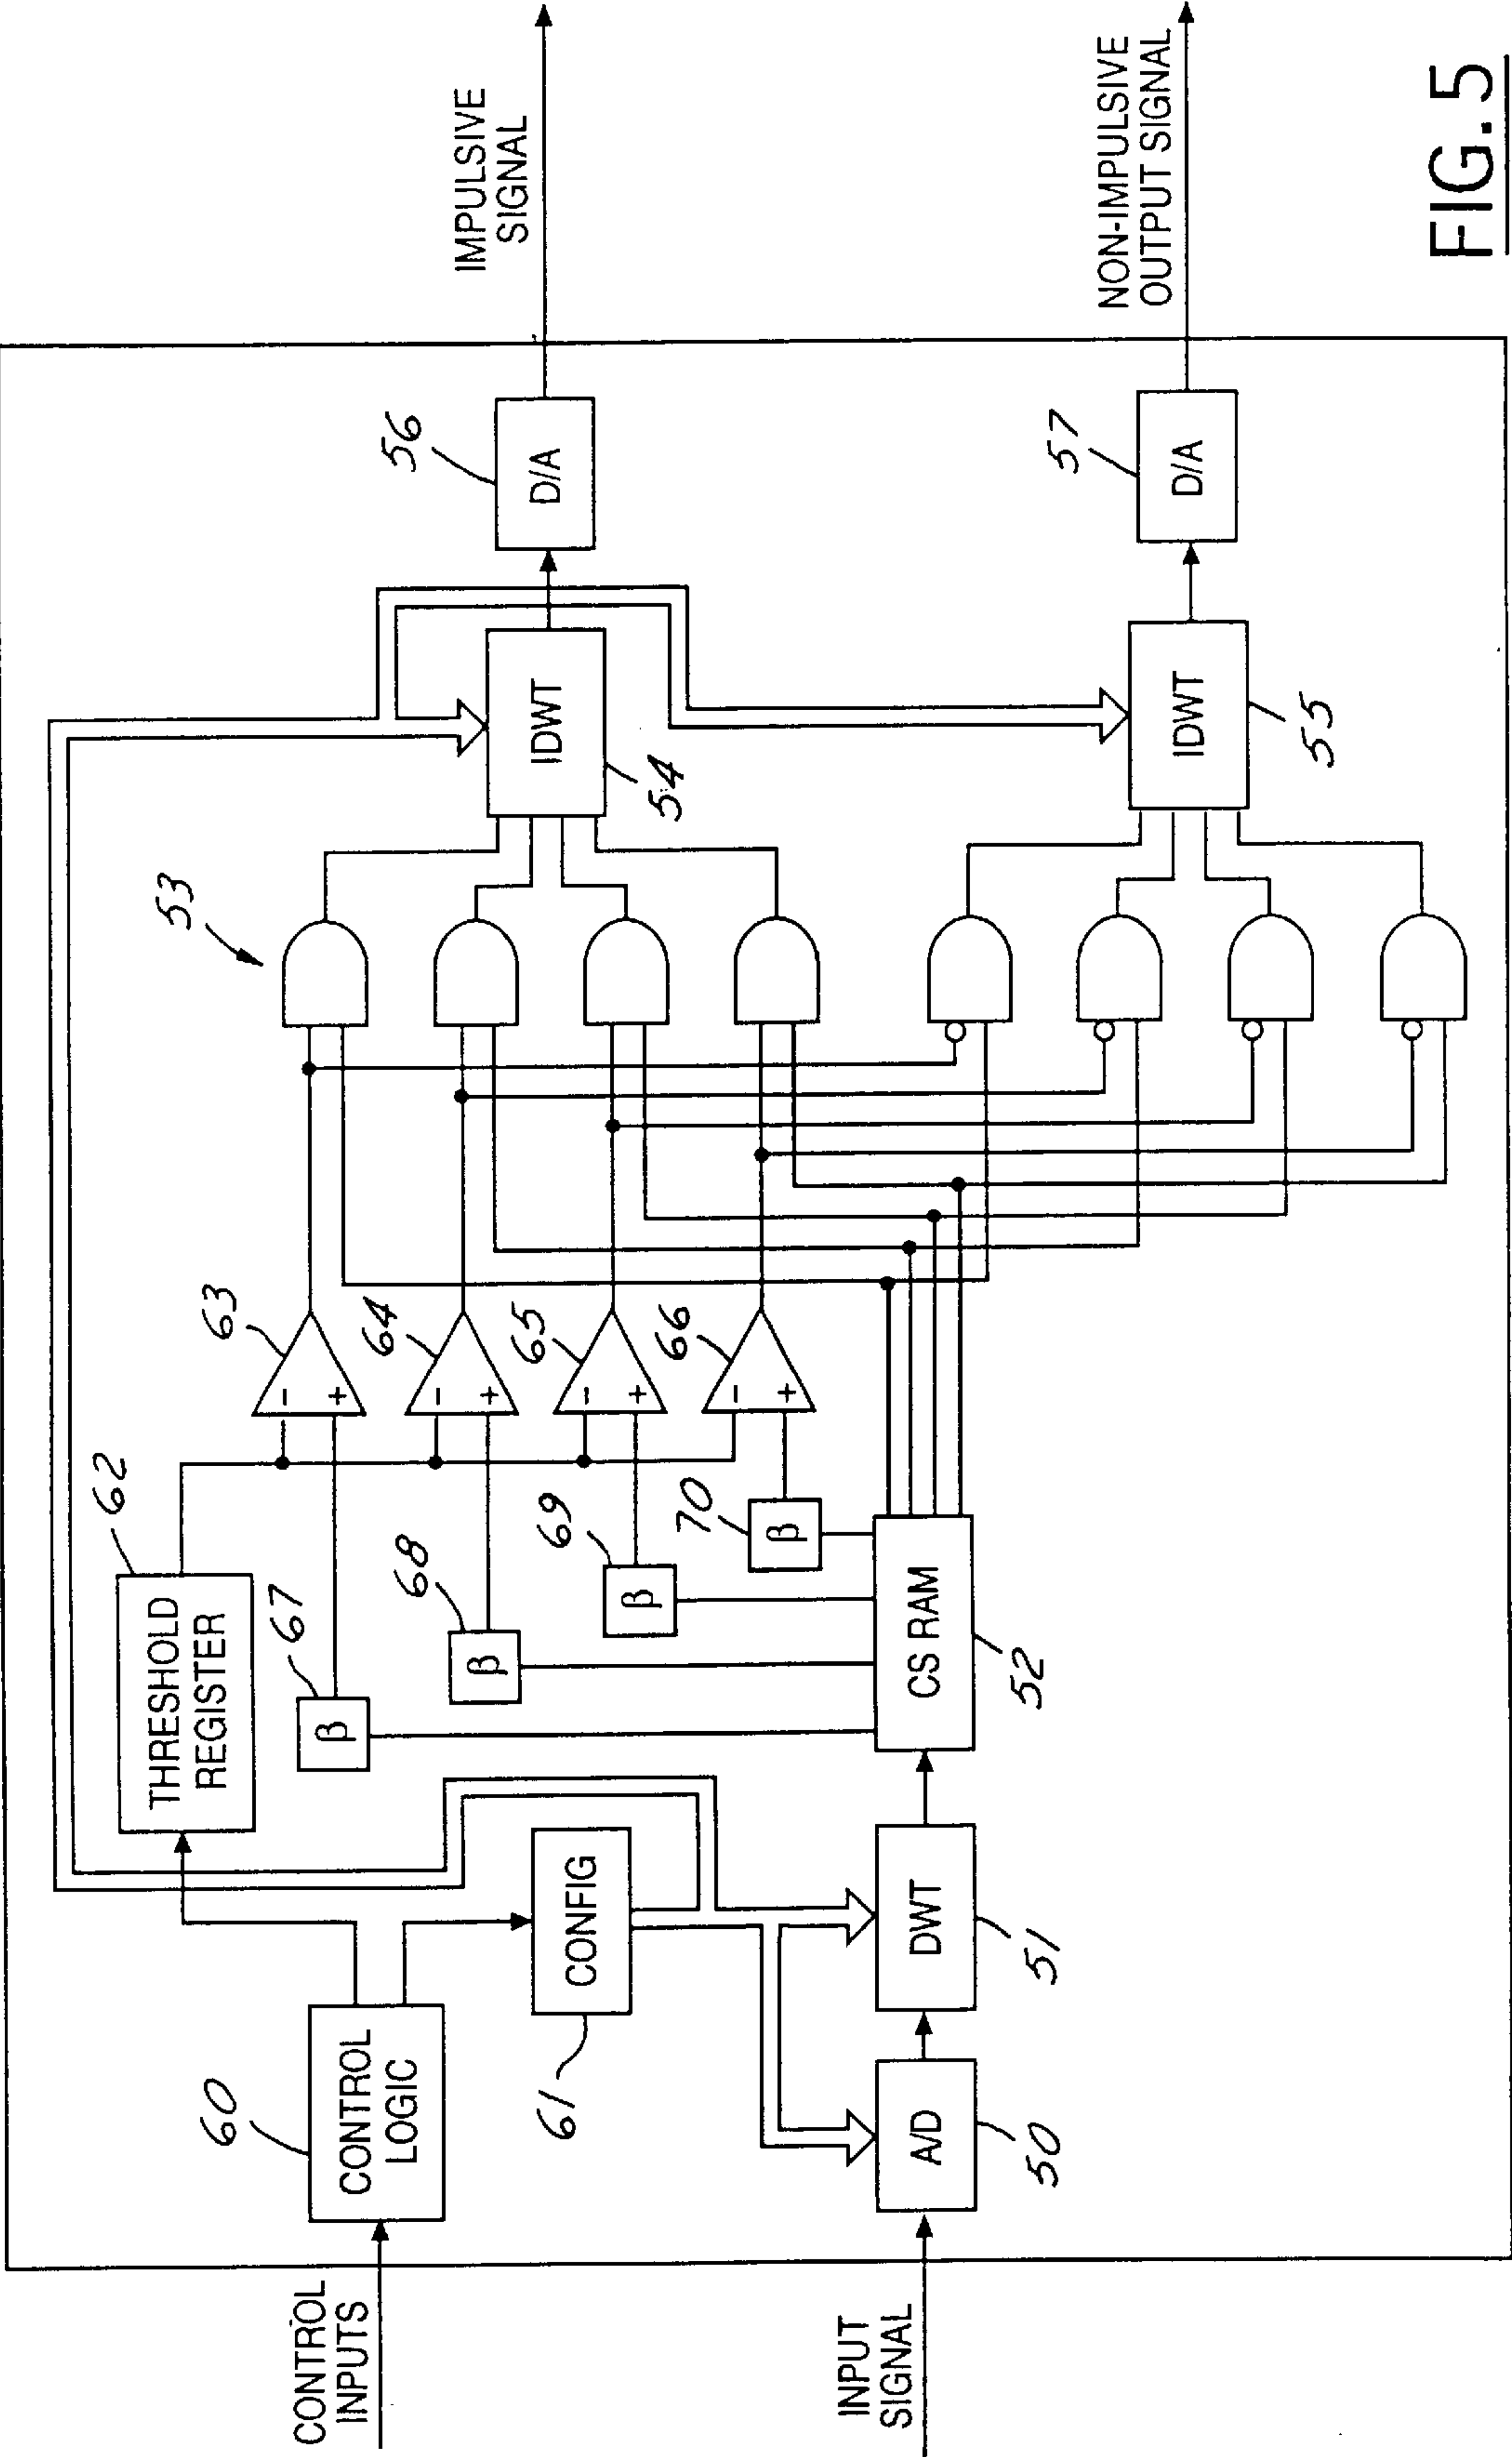 CONTROL
INPUTS
INPUT
SIGNAL
60
CONTROL
LOGIC
61
CONFIG
62
THRESHOLD
REGISTER
A/D
50
DWT
51
CS RAM
52
67
β
68
β
69
β
70
β
63
-
+
64
-
+
65
-
+
66
-
+
53
IDWT
54
IDWT
55
56
D/A
57
D/A
IMPULSIVE
SIGNAL
NON-IMPULSIVE
OUTPUT SIGNAL
FIG. 5